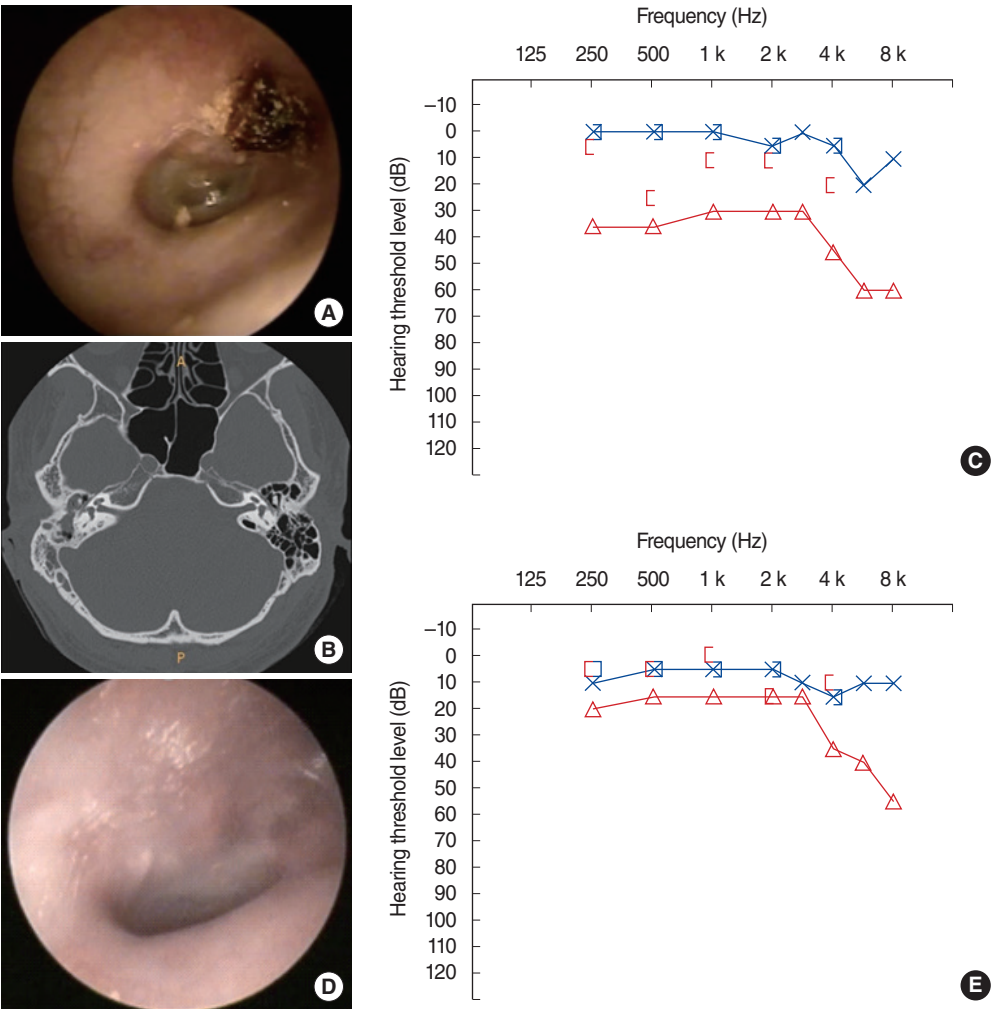 A
A
P
B
D
Frequency (Hz)
125 250 500 1 k 2 k 4 k 8 k
Hearing threshold level (dB)
–10
0
10
20
30
40
50
60
70
80
90
100
110
120
C
Frequency (Hz)
125 250 500 1 k 2 k 4 k 8 k
Hearing threshold level (dB)
–10
0
10
20
30
40
50
60
70
80
90
100
110
120
E